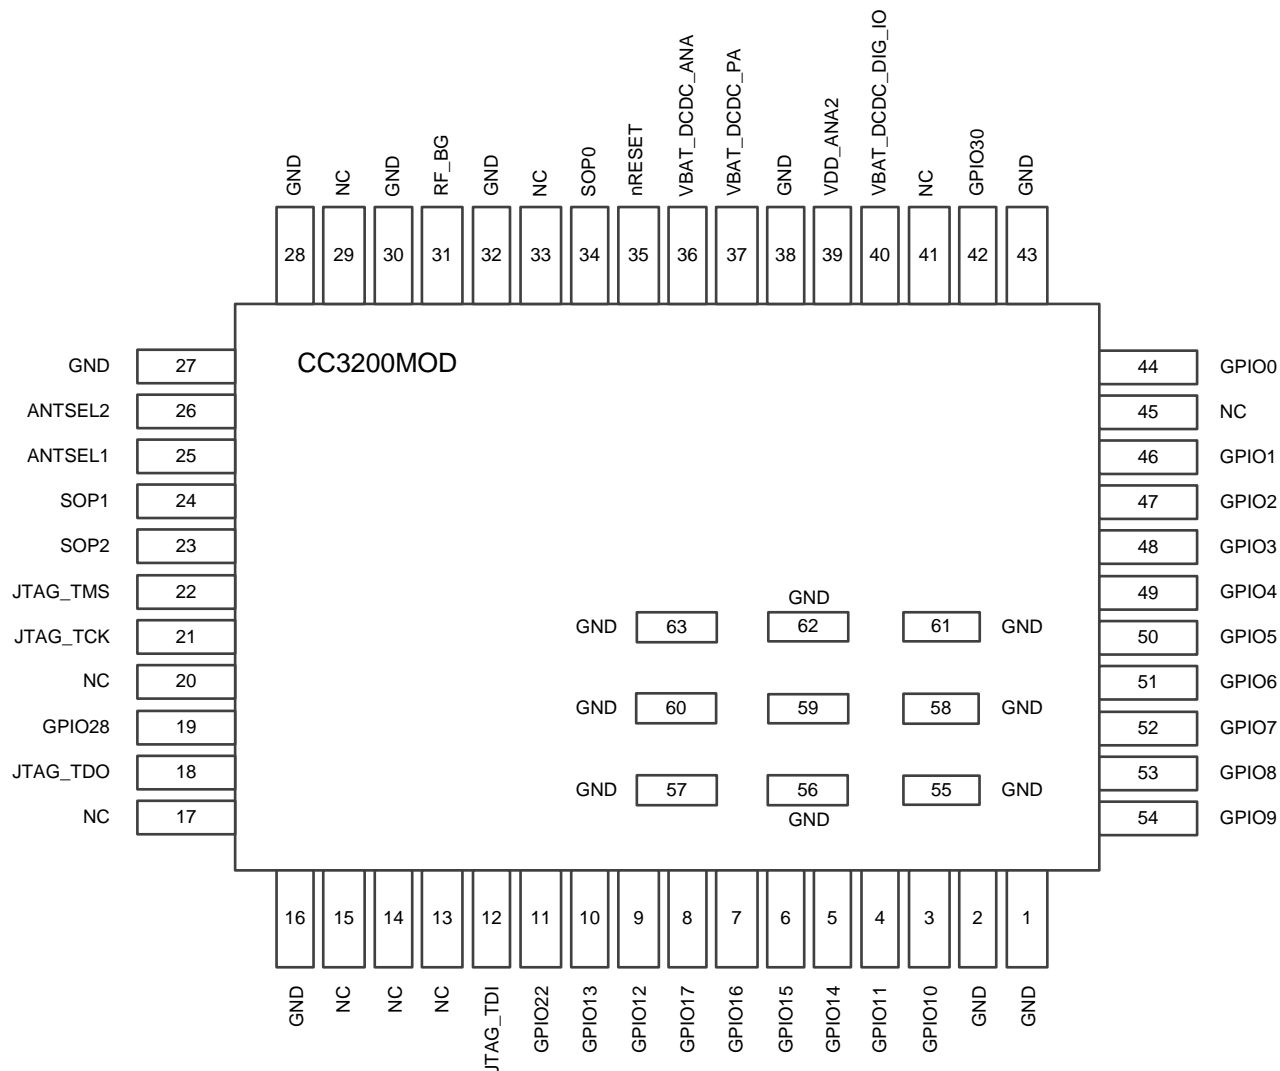 GND NC GND RF_BG GND NC SOP0 nRESET VBAT_DCDC_ANA VBAT_DCDC_PA GND VDD_ANA2 VBAT_DCDC_DIG_IO NC GPIO30 GND
28 29 30 31 32 33 34 35 36 37 38 39 40 41 42 43
CC3200MOD
GND 27
ANTSEL2 26
ANTSEL1 25
SOP1 24
SOP2 23
JTAG_TMS 22
JTAG_TCK 21
NC 20
GPIO28 19
JTAG_TDO 18
NC 17
44 GPIO0
45 NC
46 GPIO1
47 GPIO2
48 GPIO3
49 GPIO4
50 GPIO5
51 GPIO6
52 GPIO7
53 GPIO8
54 GPIO9
GND
GND 63 62 61 GND
GND 60 59 58 GND
GND 57 56 55 GND
GND
16 15 14 13 12 11 10 9 8 7 6 5 4 3 2 1
GND NC NC NC JTAG_TDI GPIO22 GPIO13 GPIO12 GPIO17 GPIO16 GPIO15 GPIO14 GPIO11 GPIO10 GND GND